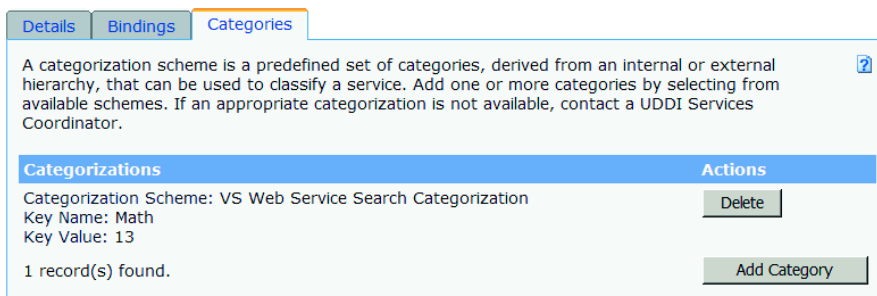 Details Bindings Categories
A categorization scheme is a predefined set of categories, derived from an internal or external
hierarchy, that can be used to classify a service. Add one or more categories by selecting from
available schemes. If an appropriate categorization is not available, contact a UDDI Services
Coordinator.
?
Categorizations Actions
Categorization Scheme: VS Web Service Search Categorization
Delete
Key Name: Math
Key Value: 13
1 record(s) found. Add Category